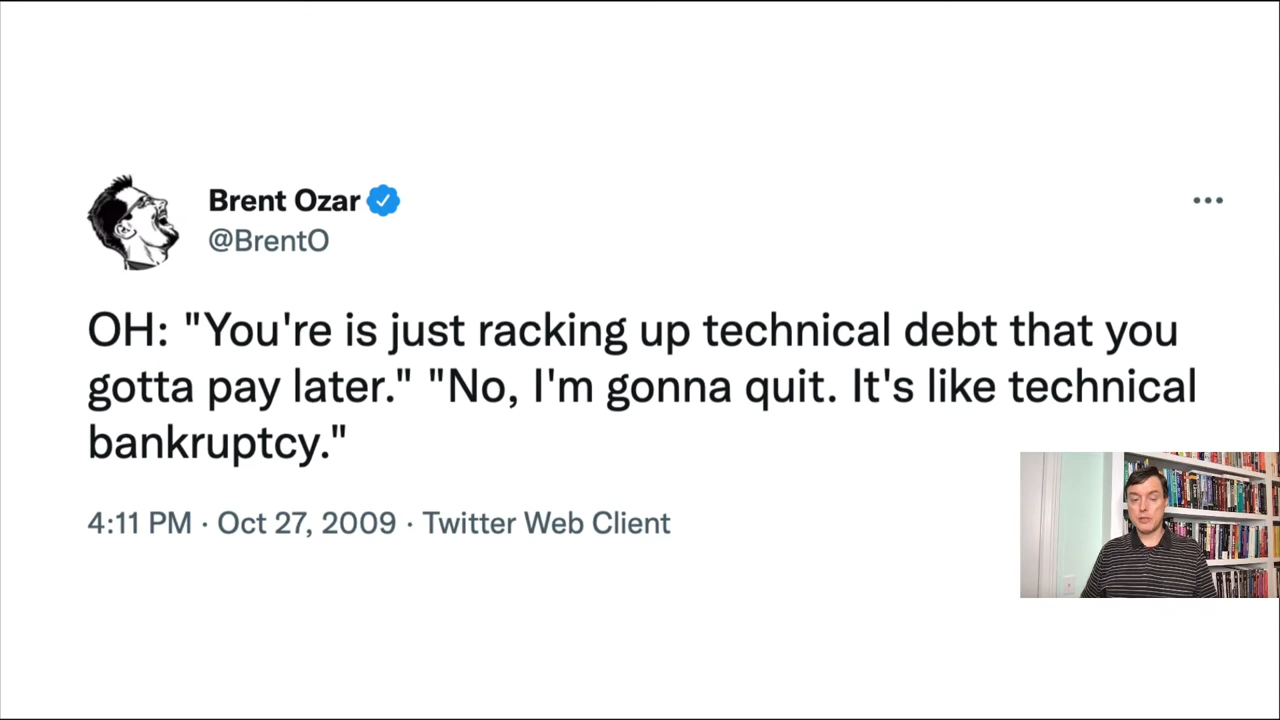 Brent Ozar
@BrentO
OH: "You're is just racking up technical debt that you
gotta pay later." "No, I'm gonna quit. It's like technical
bankruptcy."
4:11 PM · Oct 27, 2009 · Twitter Web Client